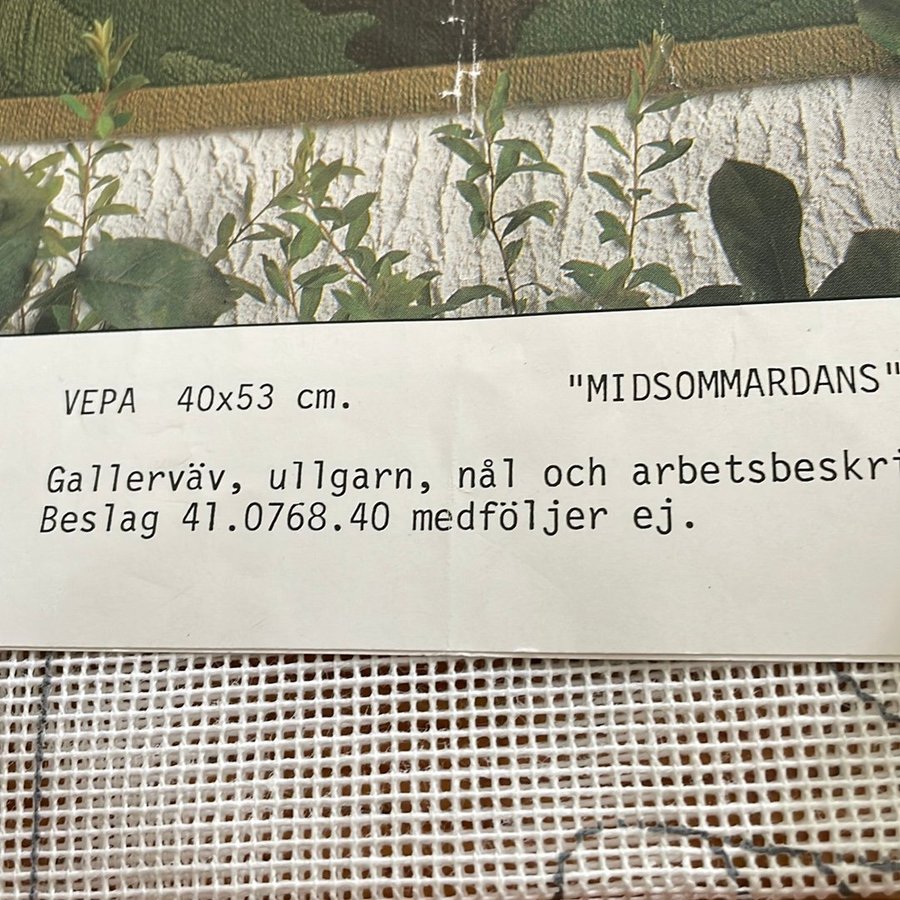 VEPA 40x53 cm. "MIDSOMMARDANS"
Gallerväv, ullgarn, nål och arbetsbeskri
Beslag 41.0768.40 medföljer ej.